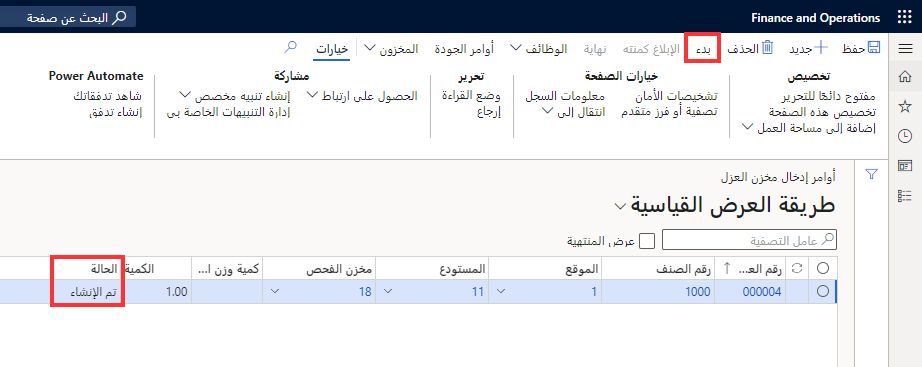 Finance and Operations
البحث عن صفحة
حفظ
جديد
الحذف
بدء
الإبلاغ كمنته
نهاية
الوظائف
أوامر الجودة
المخزون
خيارات
تخصيص
مفتوح دائمًا للتحرير
تخصيص هذه الصفحة
إضافة إلى مساحة العمل
خيارات الصفحة
تشخيصات الأمان
تصفية أو فرز متقدم
معلومات السجل
انتقال إلى
تحرير
وضع القراءة
إرجاع
مشاركة
الحصول على ارتباط
إنشاء تنبيه مخصص
إدارة التنبيهات الخاصة بي
Power Automate
شاهد تدفقاتك
إنشاء تدفق
أوامر إدخال مخزن العزل
طريقة العرض القياسية
عامل التصفية
عرض المنتهية
رقم العـ...
رقم الصنف
الموقع
المستودع
مخزن الفحص
كمية وزن ا...
الكمية
الحالة
000004
1000
1
11
18
1.00
تم الإنشاء